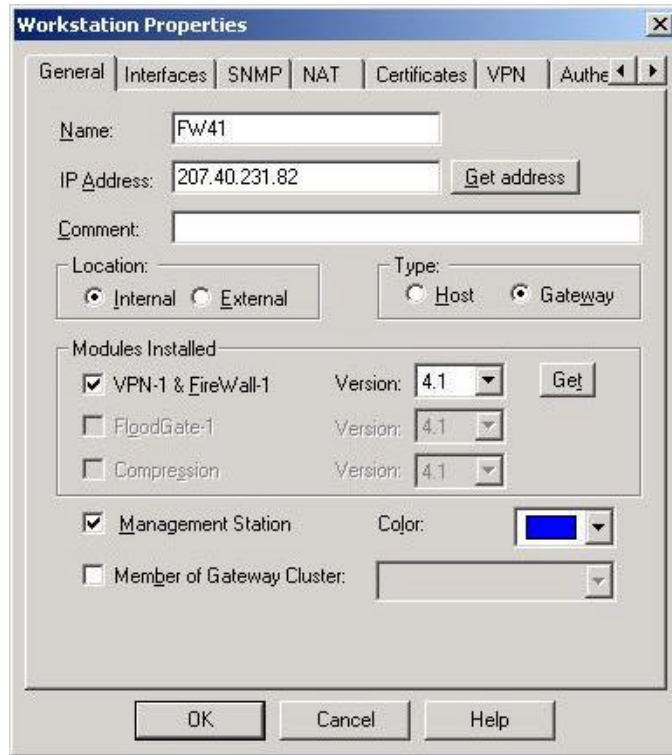 Workstation Properties
General Interfaces SNMP NAT Certificates VPN Authe
Name: FW41
IP Address: 207.40.231.82 Get address
Comment:
Location: Type:
Internal External Host Gateway
Modules Installed
VPN-1 & FireWall-1 Version: 4.1 Get
FloodGate-1 Version: 4.1
Compression Version: 4.1
Management Station Color:
Member of Gateway Cluster:
OK Cancel Help